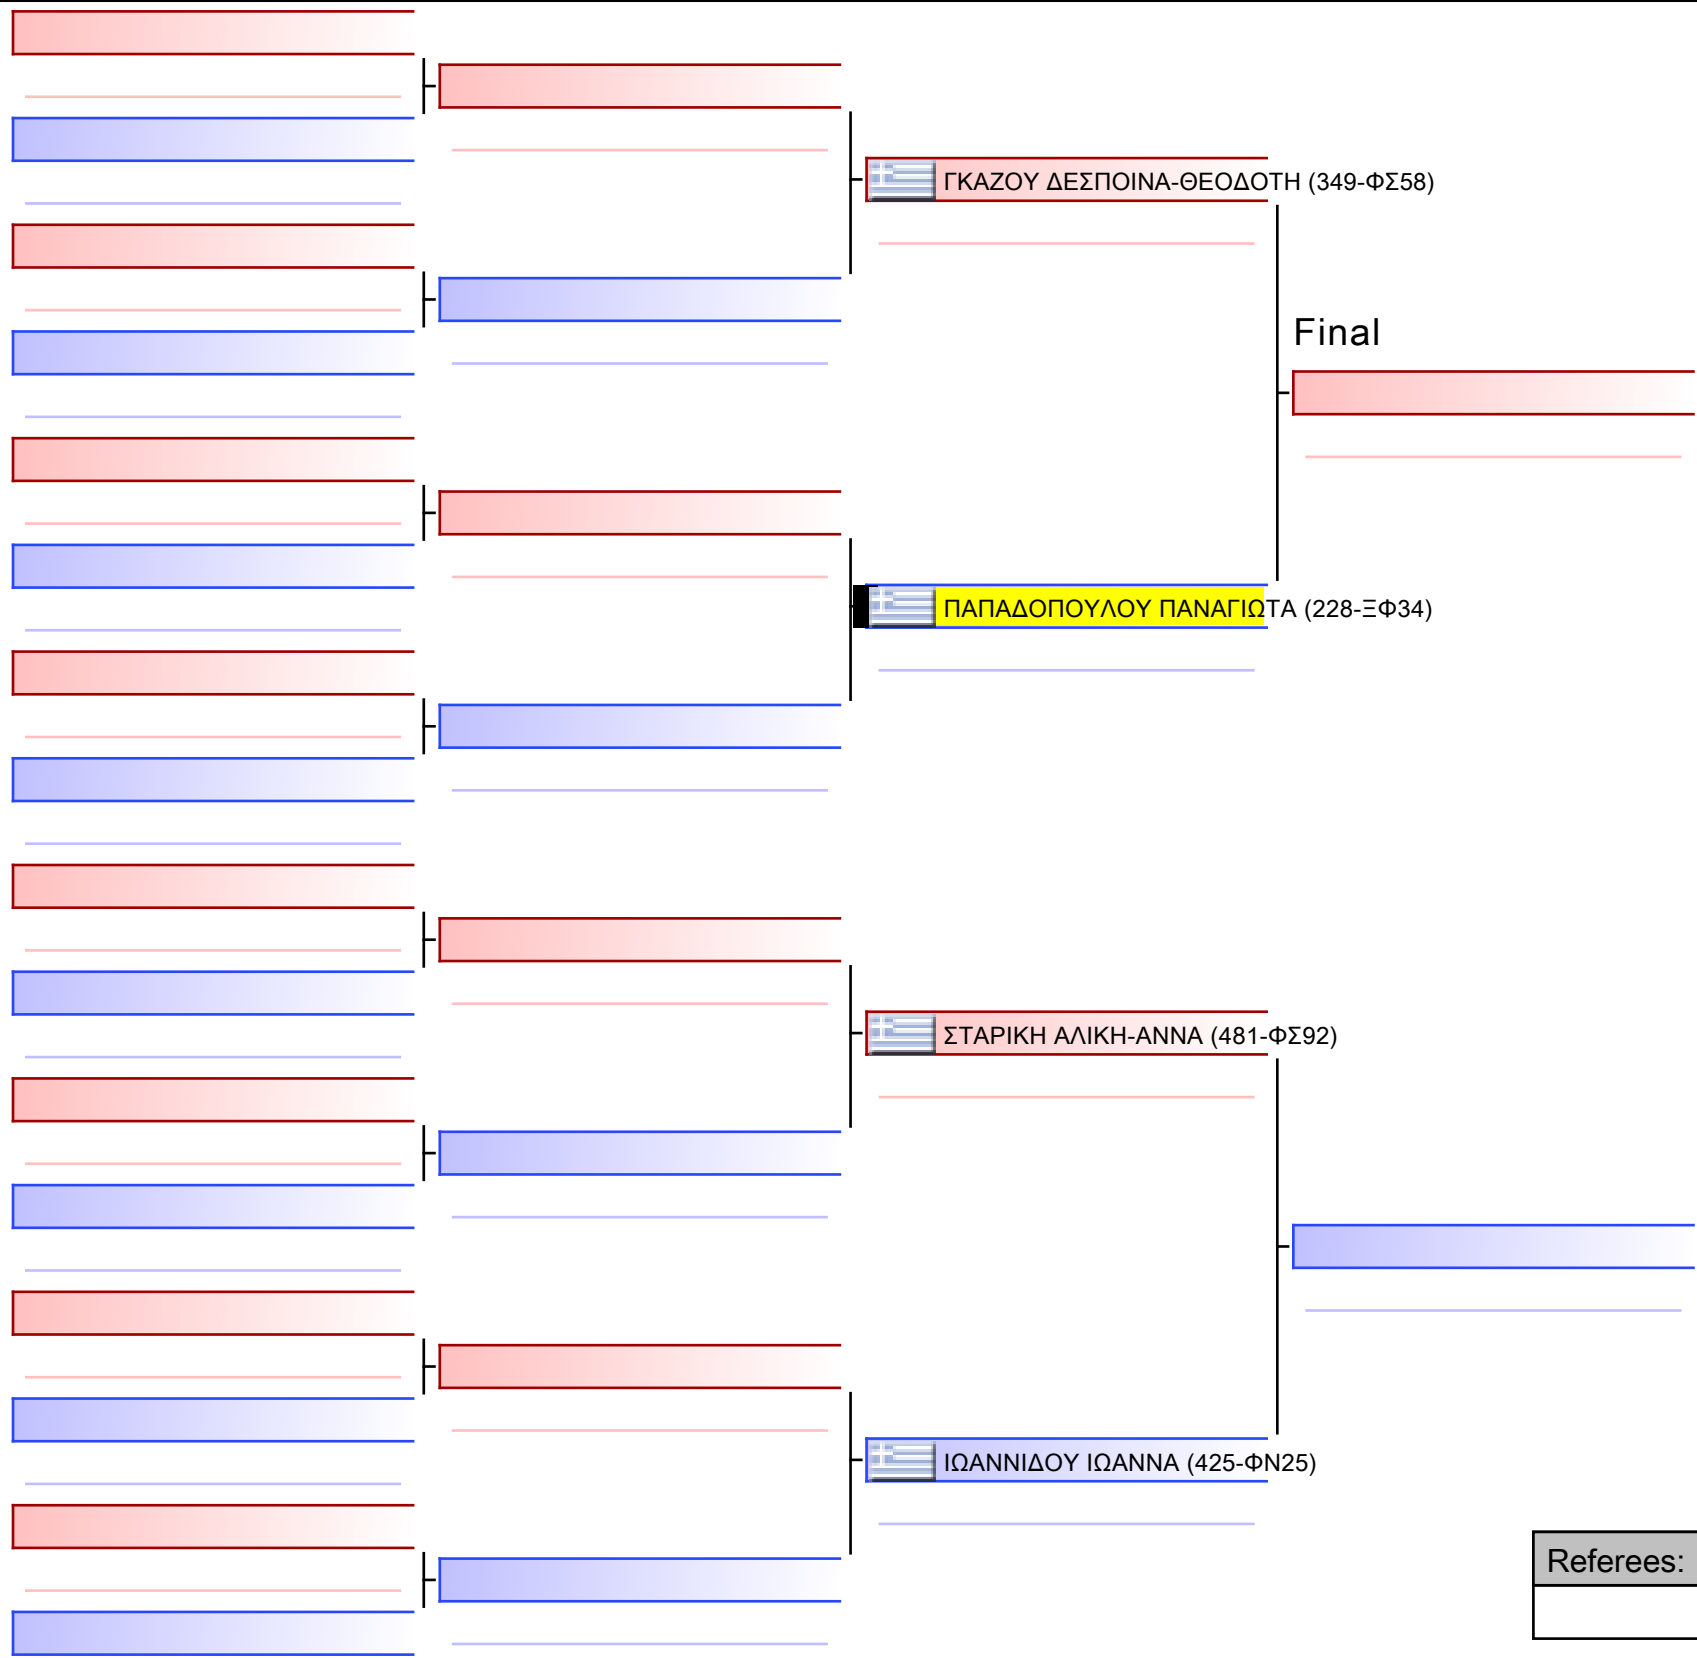 ΓΚΑΖΟΥ ΔΕΣΠΟΙΝΑ-ΘΕΟΔΟΤΗ (349-ΦΣ58)
Final
ΠΑΠΑΔΟΠΟΥΛΟΥ ΠΑΝΑΓΙΩΤΑ (228-ΞΦ34)
ΣΤΑΡΙΚΗ ΑΛΙΚΗ-ΑΝΝΑ (481-ΦΣ92)
ΙΩΑΝΝΙΔΟΥ ΙΩΑΝΝΑ (425-ΦΝ25)
Referees: